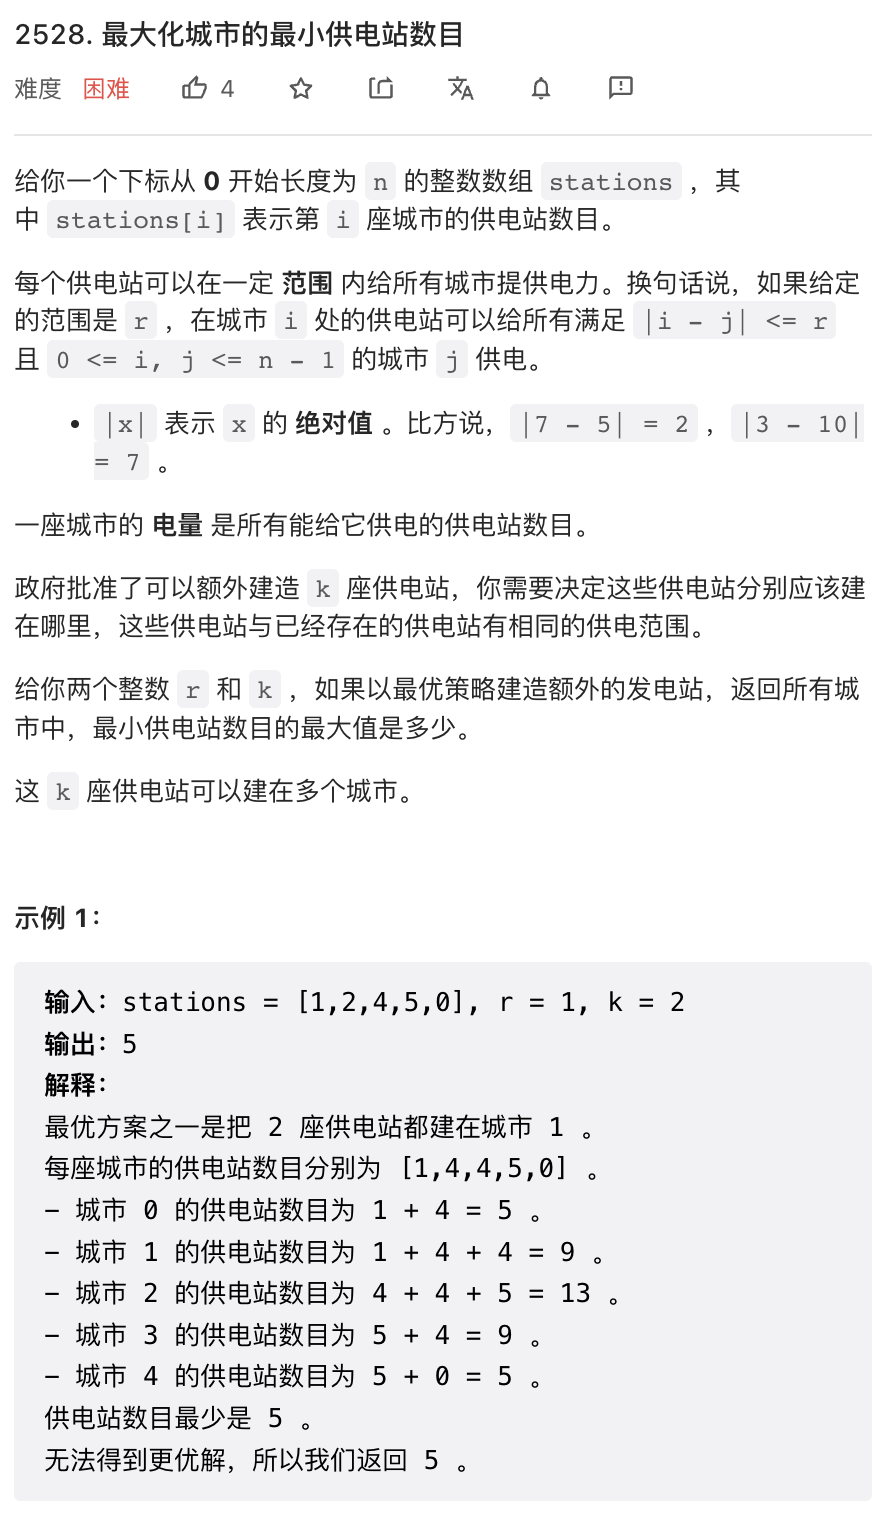 2528. 最大化城市的最小供电站数目
难度 困难 4
给你一个下标从 0 开始长度为 n 的整数数组 stations ，其
中 stations[i] 表示第 i 座城市的供电站数目。
每个供电站可以在一定 范围 内给所有城市提供电力。换句话说，如果给定
的范围是 r ，在城市 i 处的供电站可以给所有满足 |i - j| <= r
且 0 <= i, j <= n - 1 的城市 j 供电。
• |x| 表示 x 的 绝对值 。比方说，|7 - 5| = 2 ，|3 - 10|
= 7 。
一座城市的 电量 是所有能给它供电的供电站数目。
政府批准了可以额外建造 k 座供电站，你需要决定这些供电站分别应该建
在哪里，这些供电站与已经存在的供电站有相同的供电范围。
给你两个整数 r 和 k ，如果以最优策略建造额外的发电站，返回所有城
市中，最小供电站数目的最大值是多少。
这 k 座供电站可以建在多个城市。
示例 1：
输入：stations = [1,2,4,5,0], r = 1, k = 2
输出：5
解释：
最优方案之一是把 2 座供电站都建在城市 1 。
每座城市的供电站数目分别为 [1,4,4,5,0] 。
- 城市 0 的供电站数目为 1 + 4 = 5 。
- 城市 1 的供电站数目为 1 + 4 + 4 = 9 。
- 城市 2 的供电站数目为 4 + 4 + 5 = 13 。
- 城市 3 的供电站数目为 5 + 4 = 9 。
- 城市 4 的供电站数目为 5 + 0 = 5 。
供电站数目最少是 5 。
无法得到更优解，所以我们返回 5 。